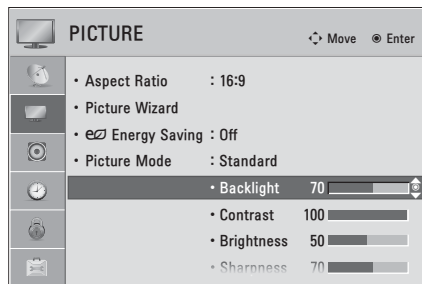 PICTURE Move Enter
• Aspect Ratio : 16:9
• Picture Wizard
• Energy Saving : Off
• Picture Mode : Standard
• Backlight 70
• Contrast 100
• Brightness 50
• Sharpness 70